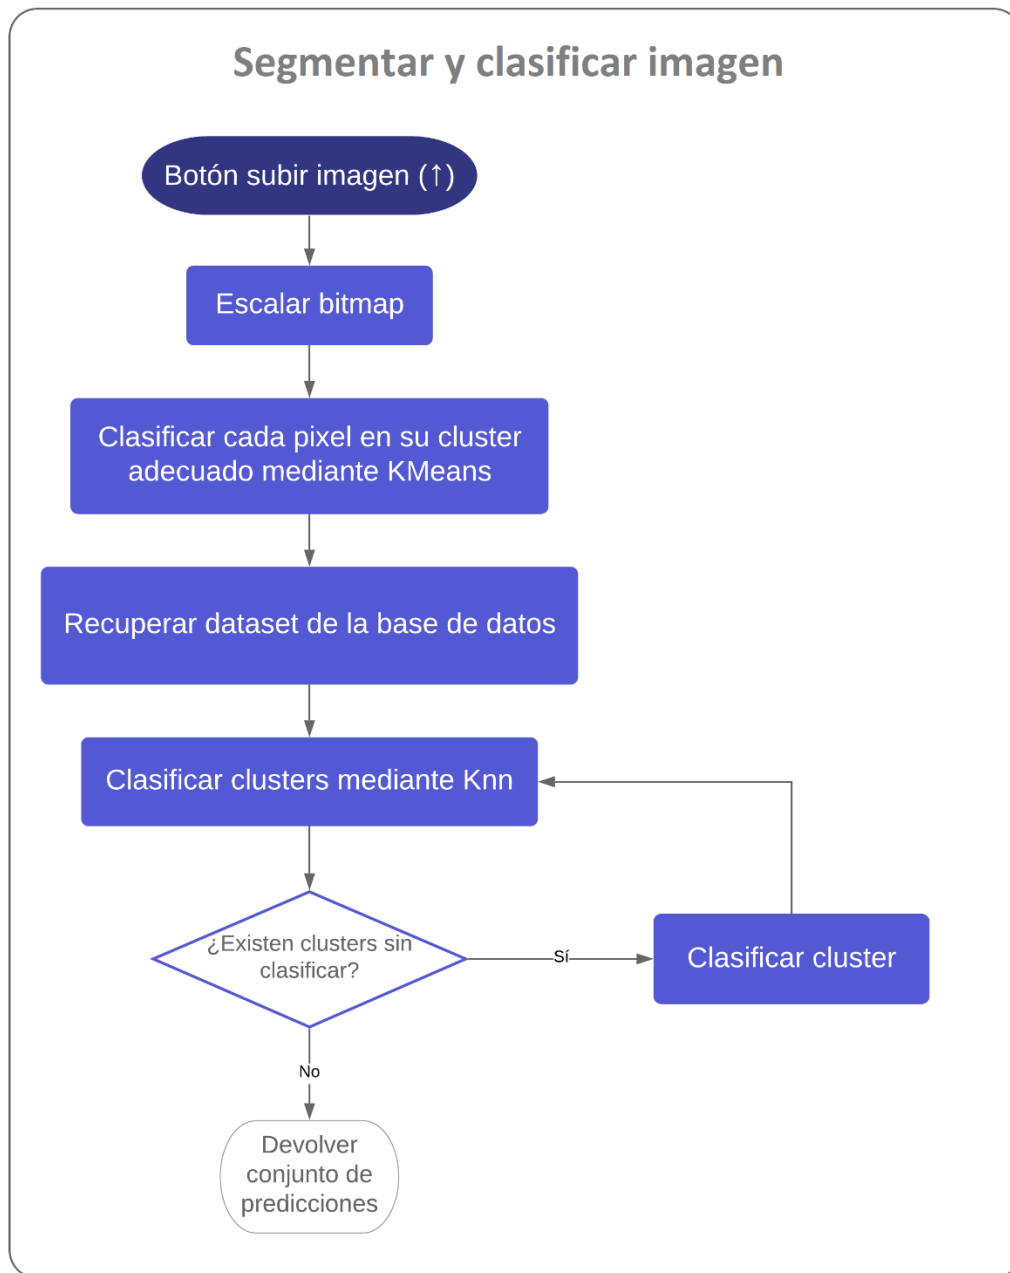 Segmentar y clasificar imagen
Botón subir imagen (↑)
Escalar bitmap
Clasificar cada pixel en su cluster
adecuado mediante KMeans
Recuperar dataset de la base de datos
Clasificar clusters mediante Knn
¿Existen clusters sin
clasificar?
Sí
Clasificar cluster
No
Devolver
conjunto de
predicciones